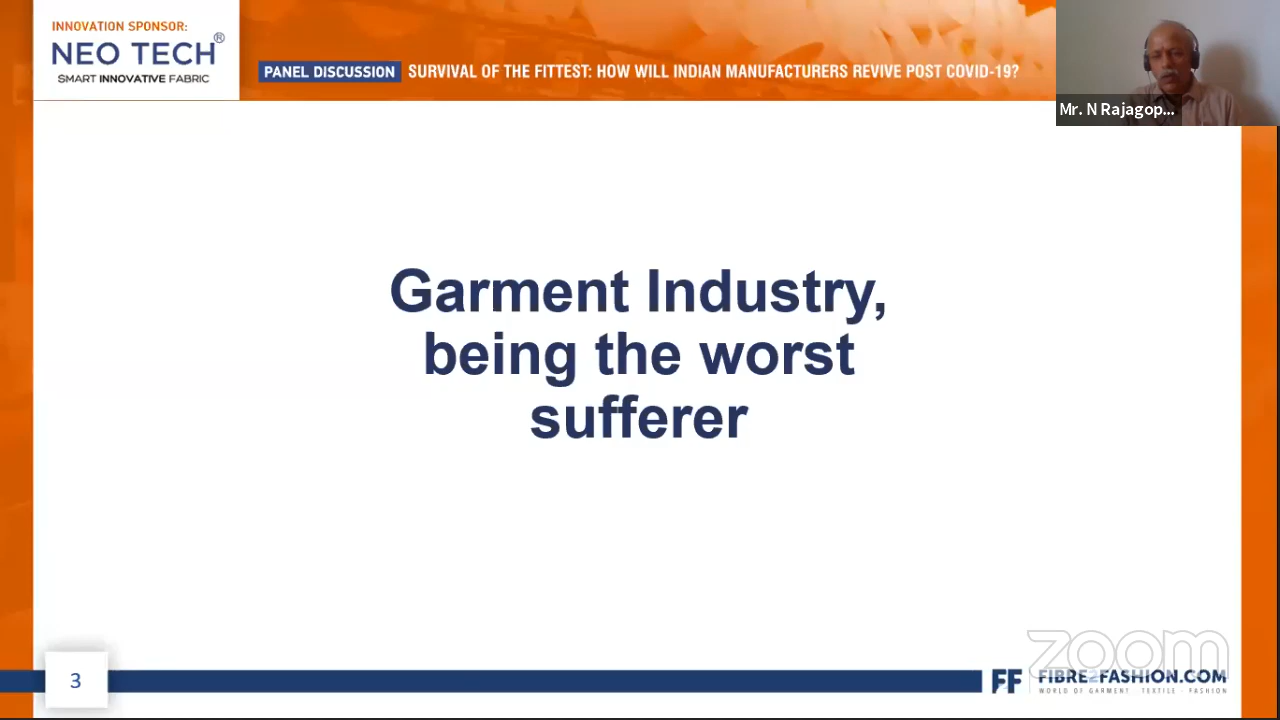 INNOVATION SPONSOR:
NEO TECH®
SMART INNOVATIVE FABRIC
PANEL DISCUSSION SURVIVAL OF THE FITTEST: HOW WILL INDIAN MANUFACTURERS REVIVE POST COVID-19?
Mr. N Rajagop...
Garment Industry,
being the worst
sufferer
zoom
3
FF FIBRE2FASHION.COM
WORLD OF GARMENT - TEXTILE - FASHION